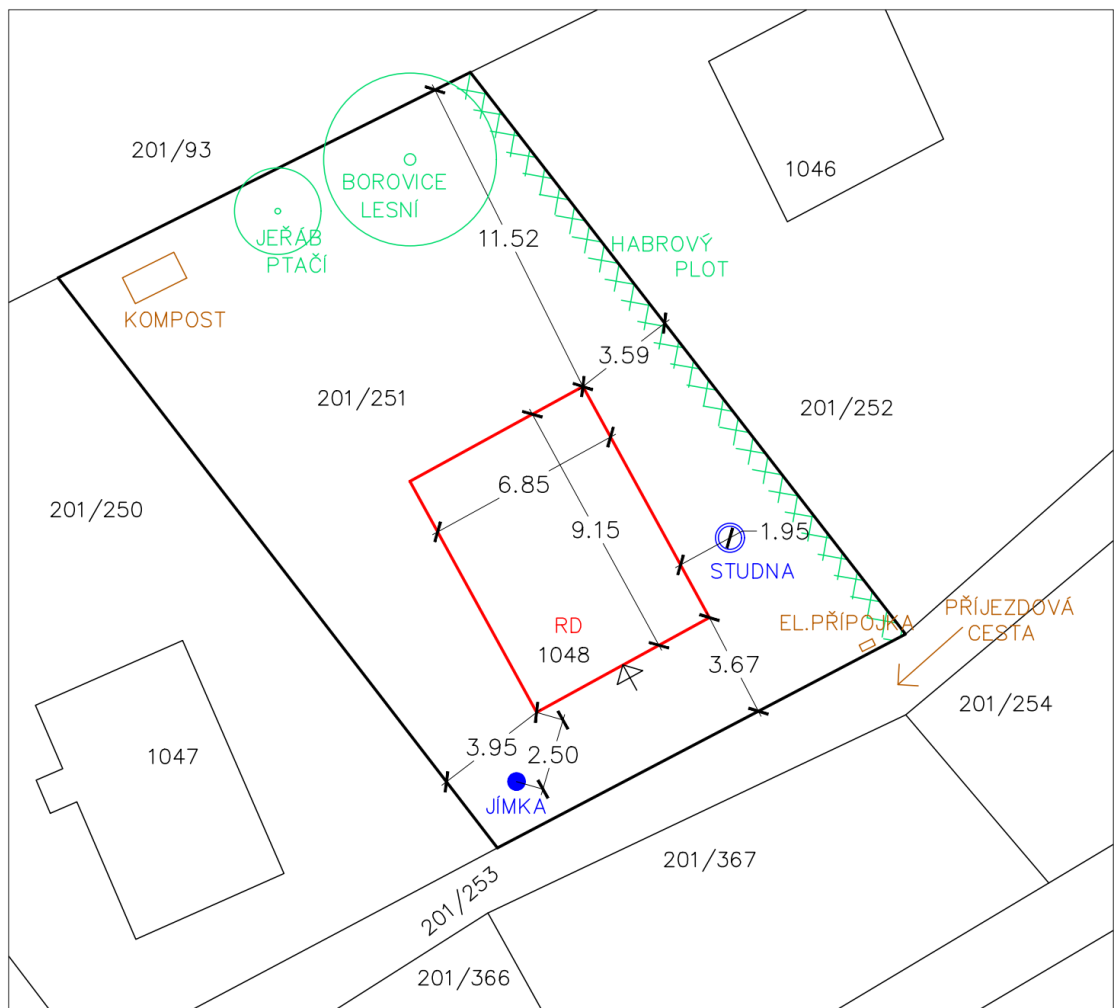 201/93
1046
BOROVICE
LESNÍ
11.52
JEŘÁB
PTAČÍ
HABROVÝ
PLOT
KOMPOST
3.59
201/251
201/252
6.85
201/250
9.15
1.95
STUDNA
EL.PŘÍPOJKA
PŘÍJEZDOVÁ
CESTA
RD
1048
3.67
201/254
3.95
2.50
1047
JÍMKA
201/367
201/253
201/366